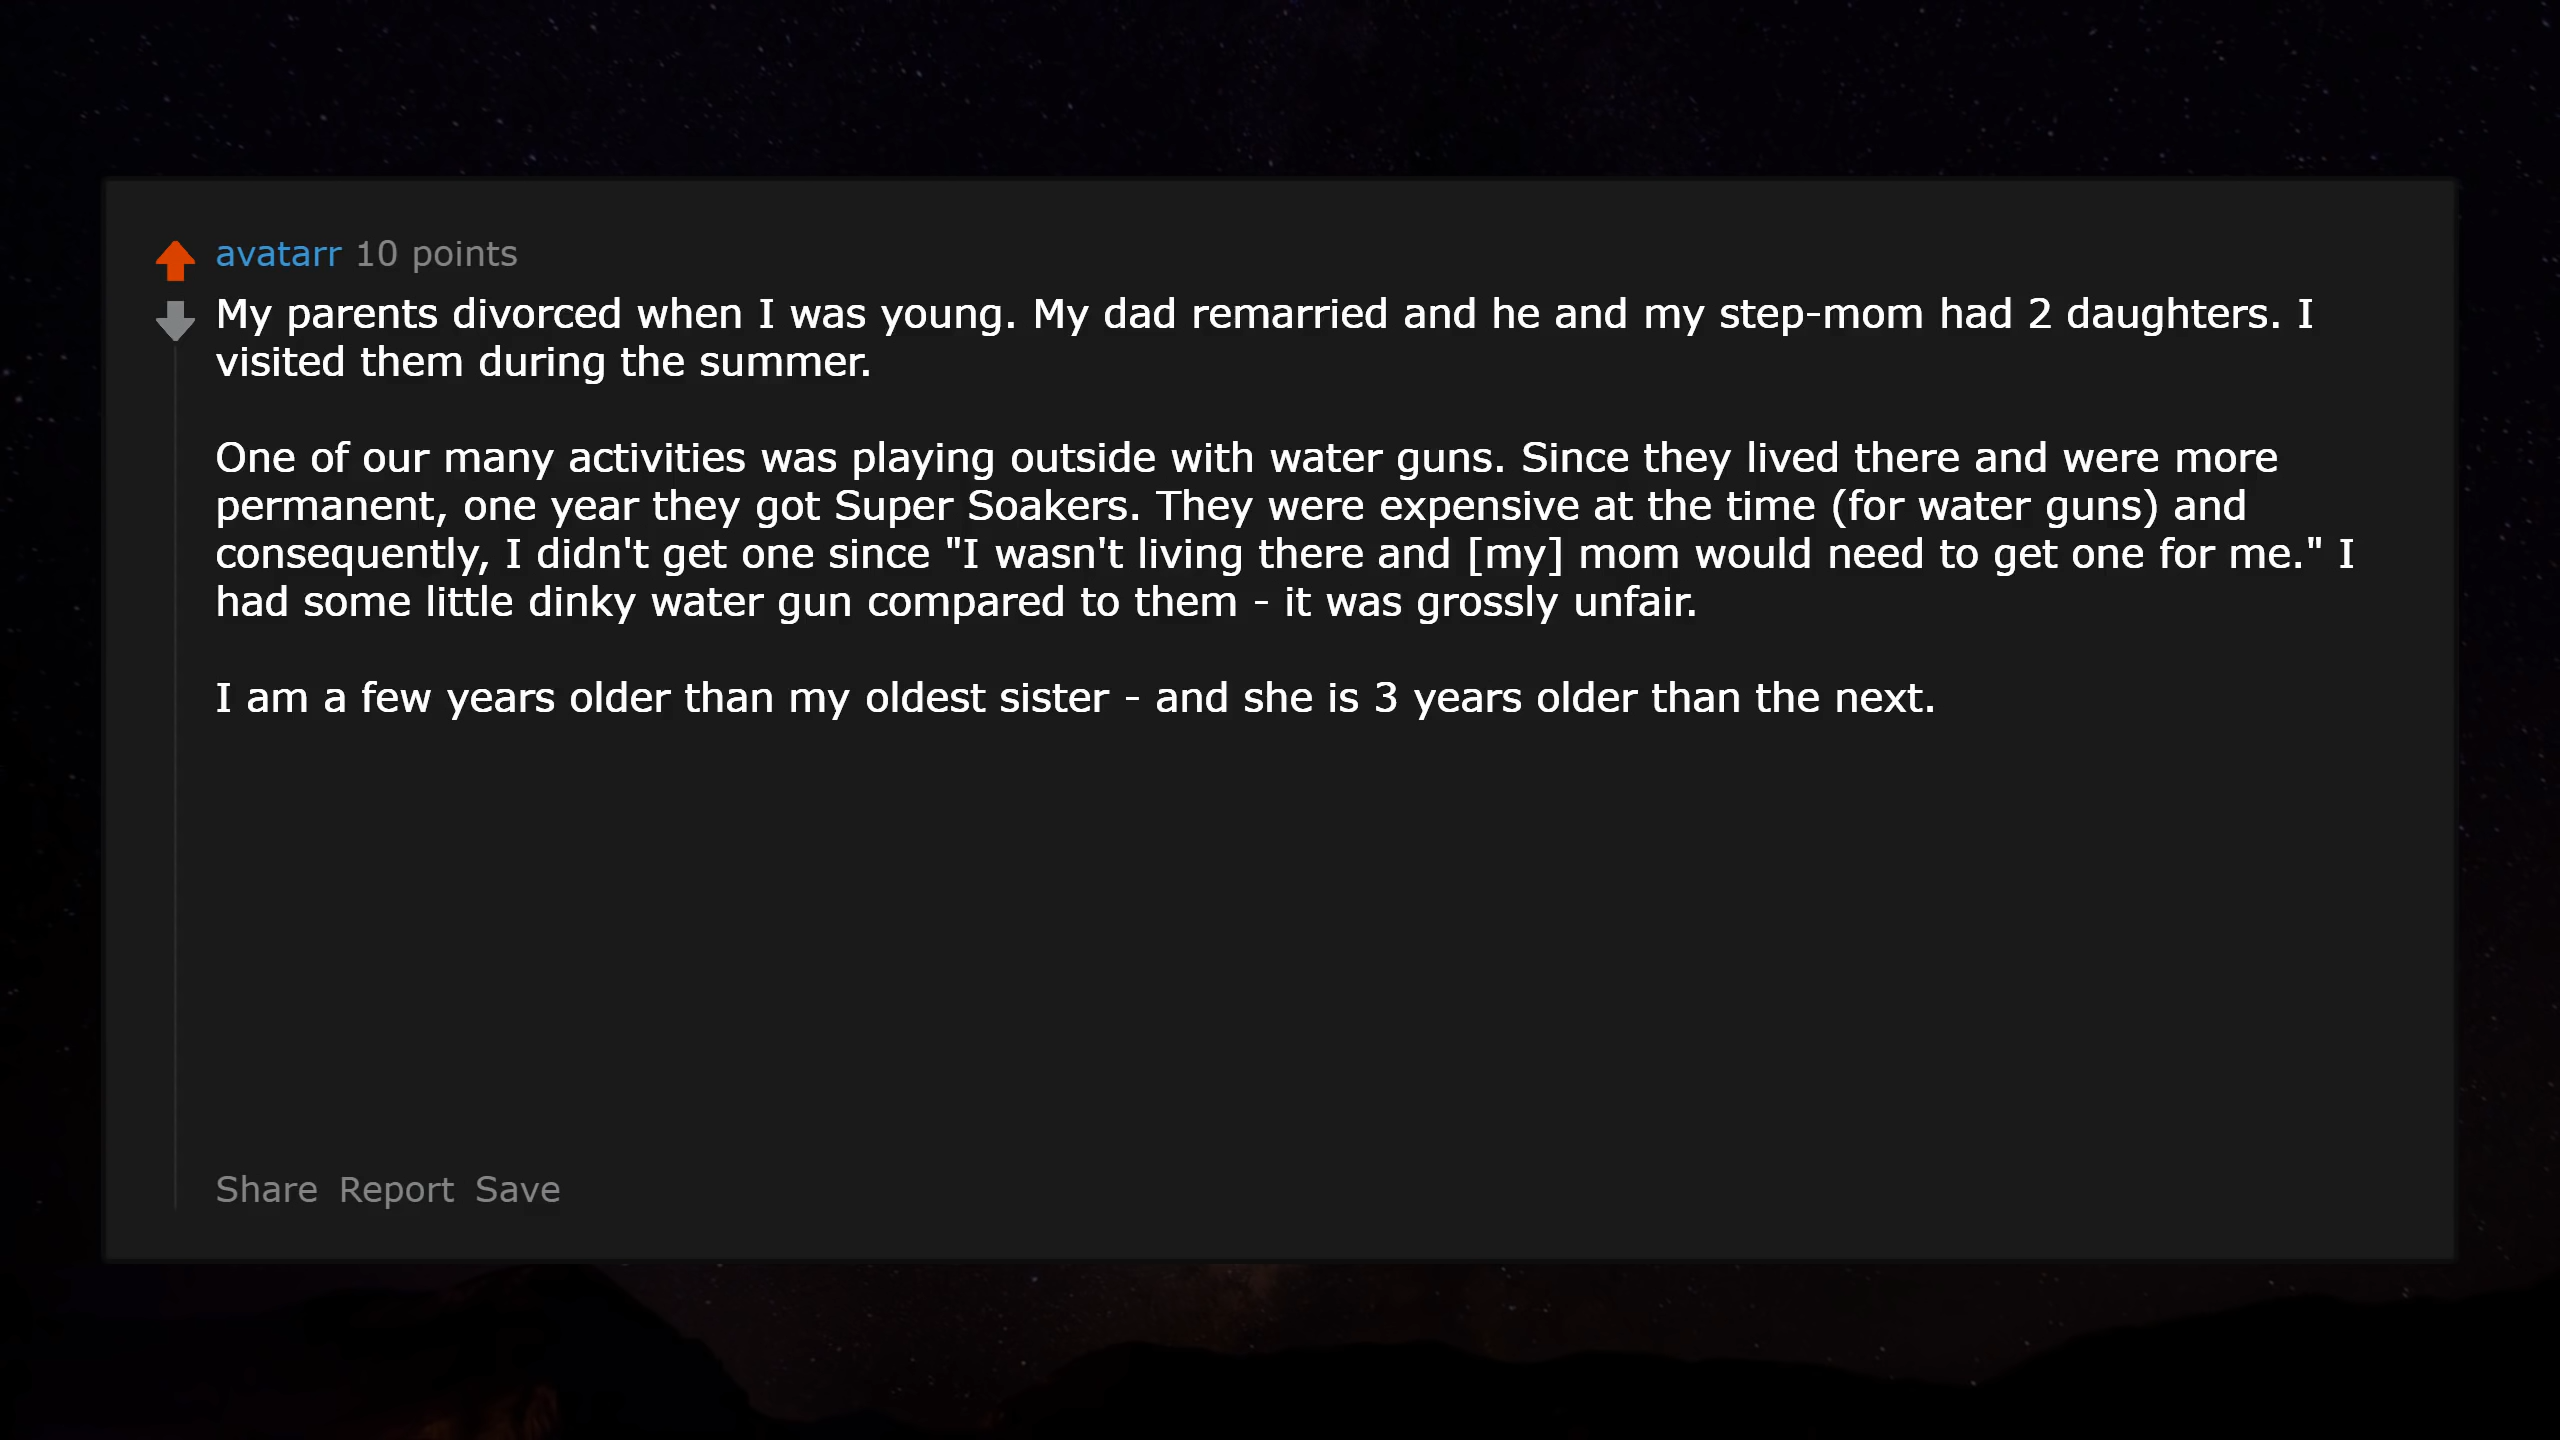 avatarr 10 points
My parents divorced when I was young. My dad remarried and he and my step-mom had 2 daughters. I
visited them during the summer.
One of our many activities was playing outside with water guns. Since they lived there and were more
permanent, one year they got Super Soakers. They were expensive at the time (for water guns) and
consequently, I didn't get one since "I wasn't living there and [my] mom would need to get one for me." I
had some little dinky water gun compared to them - it was grossly unfair.
I am a few years older than my oldest sister - and she is 3 years older than the next.
Share Report Save